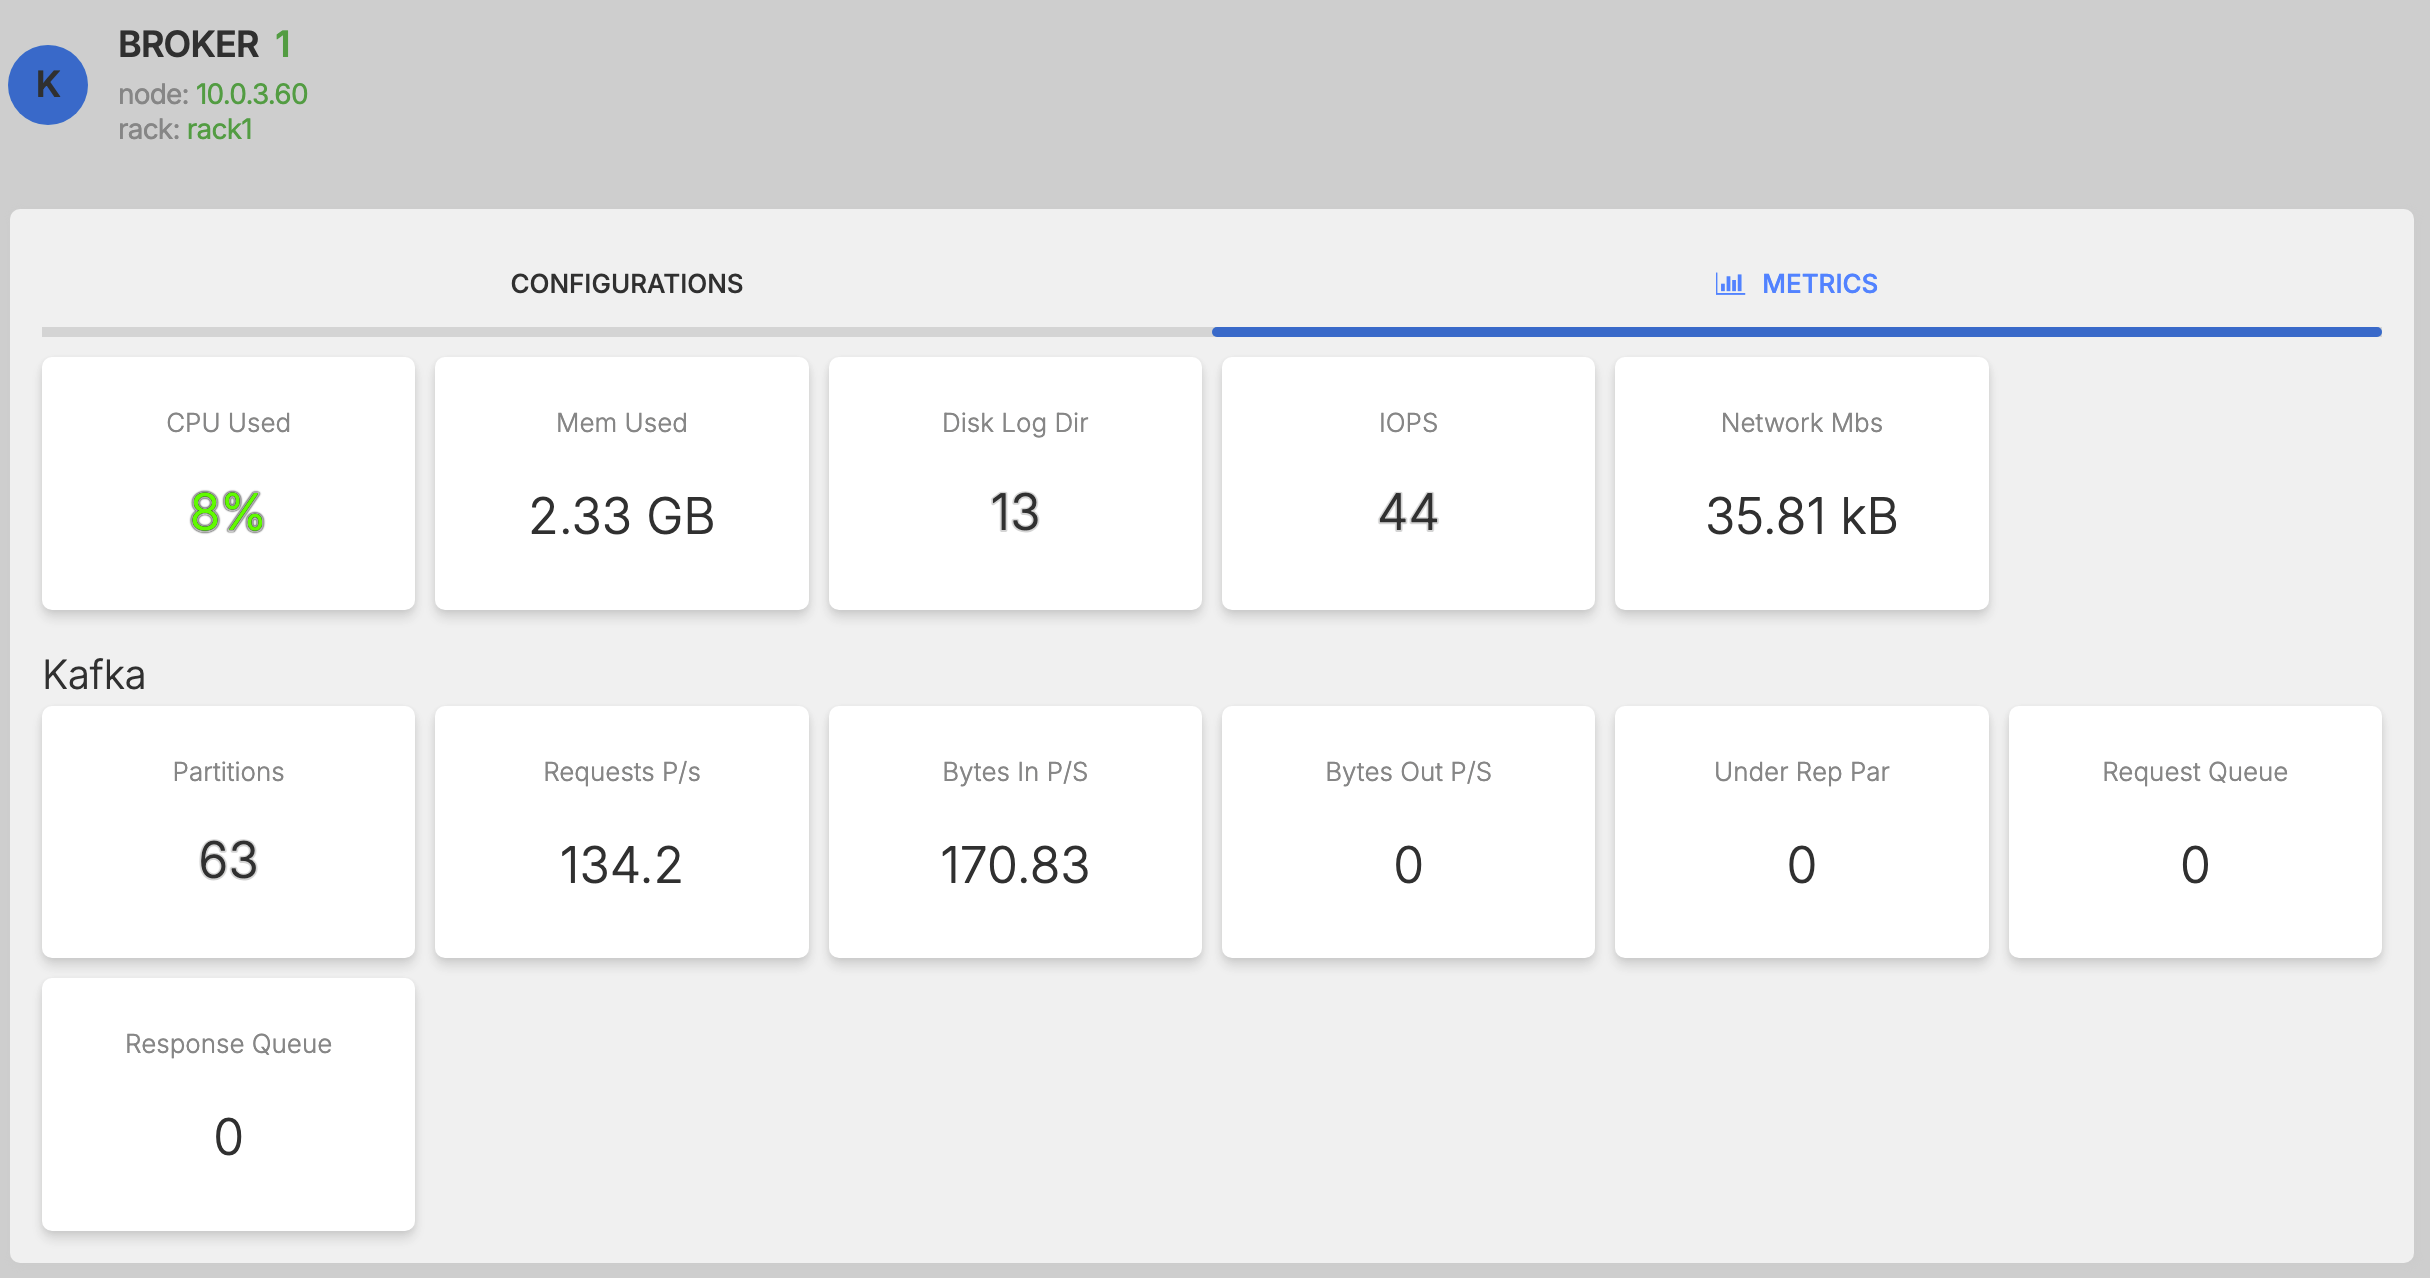 K
BROKER 1
node: 10.0.3.60
rack: rack1
CONFIGURATIONS
METRICS
CPU Used
8%
Mem Used
2.33 GB
Disk Log Dir
13
IOPS
44
Network Mbs
35.81 kB
Kafka
Partitions
63
Requests P/s
134.2
Bytes In P/S
170.83
Bytes Out P/S
0
Under Rep Par
0
Request Queue
0
Response Queue
0